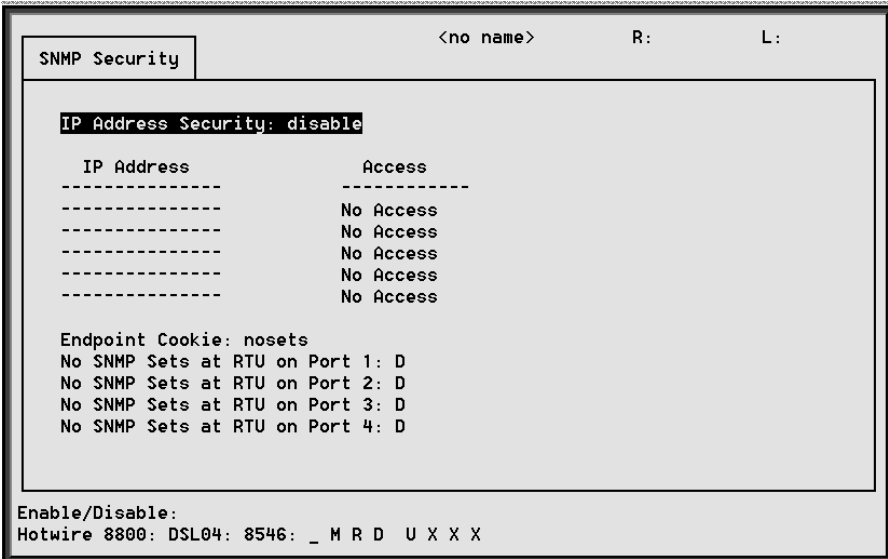 <no name> R: L:
SNMP Security
IP Address Security: disable
IP Address Access
--------------- ------------
--------------- No Access
--------------- No Access
--------------- No Access
--------------- No Access
--------------- No Access
Endpoint Cookie: nosets
No SNMP Sets at RTU on Port 1: D
No SNMP Sets at RTU on Port 2: D
No SNMP Sets at RTU on Port 3: D
No SNMP Sets at RTU on Port 4: D
Enable/Disable:
Hotwire 8800: DSL04: 8546: _ M R D U X X X